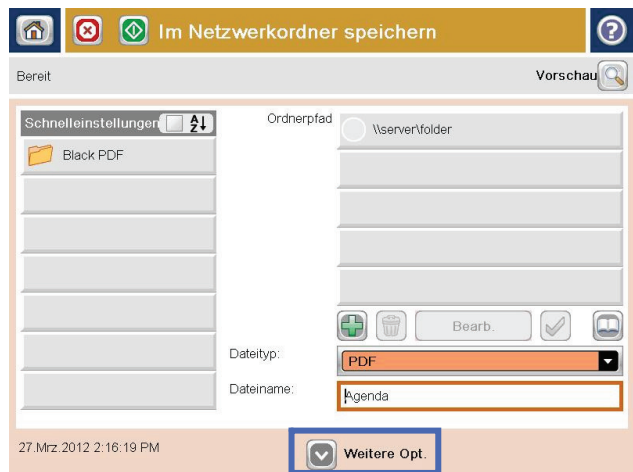 Im Netzwerkordner speichern
Bereit
Vorschau
Schnelleinstellungen
Ordnerpfad
\\server\folder
Black PDF
Bearb.
Dateityp:
PDF
Dateiname:
Agenda
27.Mrz.2012 2:16:19 PM
Weitere Opt.